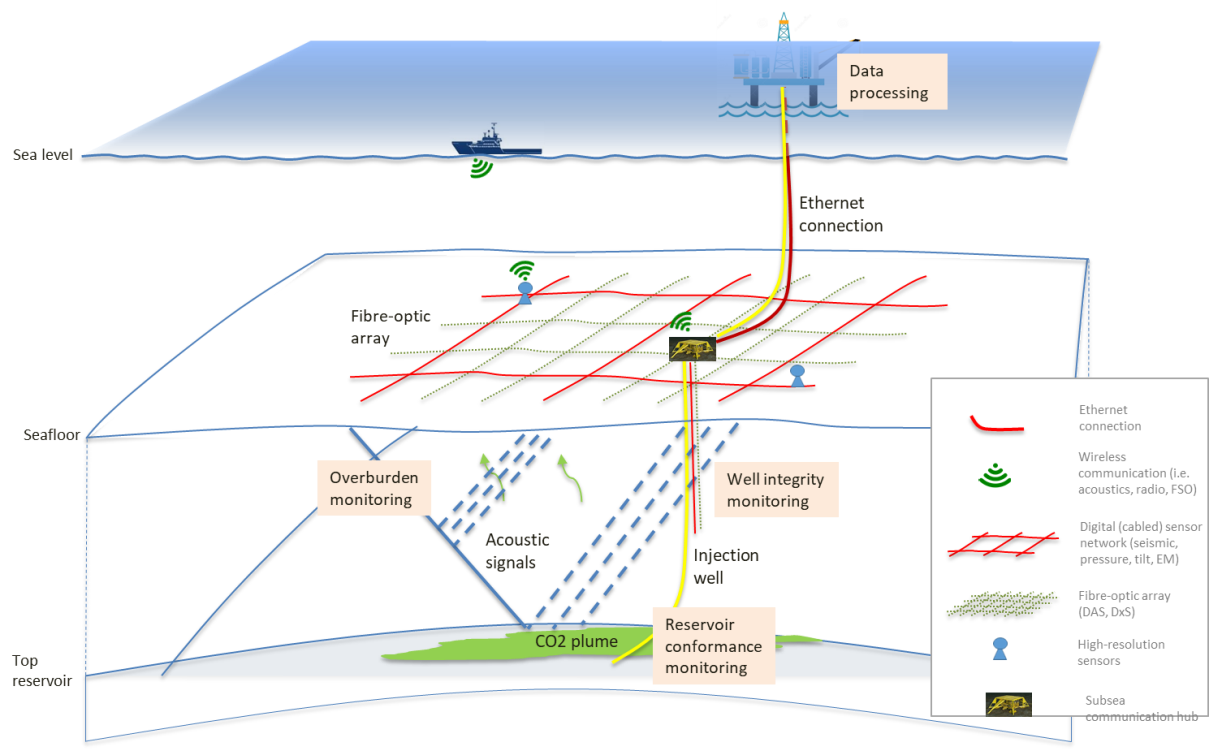 Data
processing
Sea level
Ethernet
connection
Fibre-optic
array
Seafloor
Overburden
monitoring
Well integrity
monitoring
Acoustic
signals
Injection
well
CO2 plume
Reservoir
conformance
monitoring
Top
reservoir
Ethernet
connection
Wireless
communication (i.e.
acoustics, radio, FSO)
Digital (cabled) sensor
network (seismic,
pressure, tilt, EM)
Fibre-optic array
(DAS, DxS)
High-resolution
sensors
Subsea
communication hub